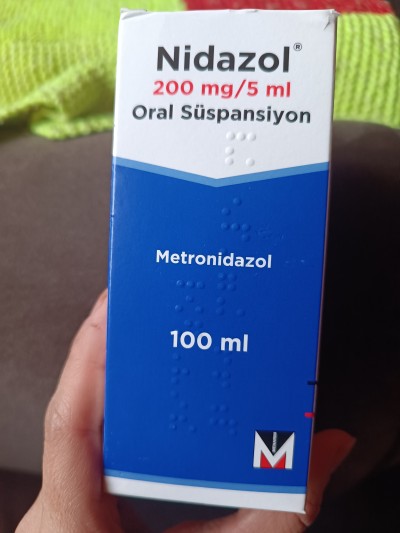 Nidazol®
200 mg/5 ml
Oral Süspansiyon
Metronidazol
100 ml
M